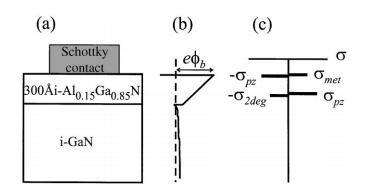 (a)
(b)
(c)
Schottky
contact
300Åi-Al0.15Ga0.85N
i-GaN
eϕb
σ
-σpz
σmet
-σ2deg
σpz